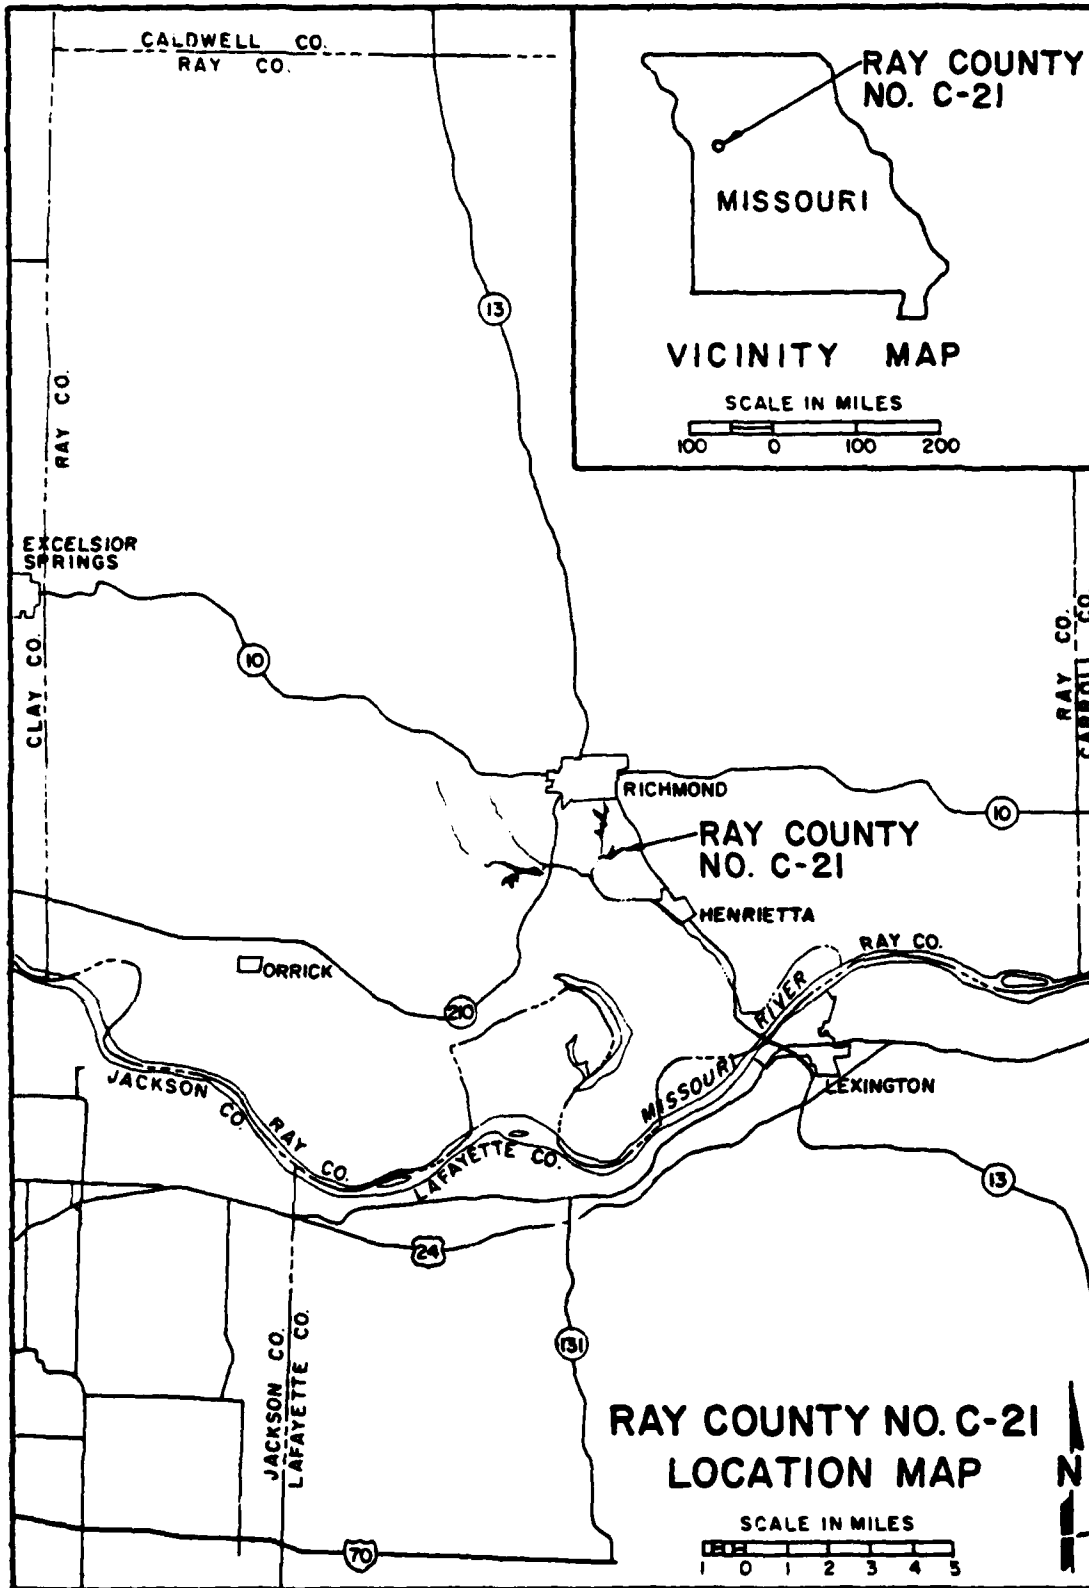 CALDWELL CO.
RAY CO.
RAY COUNTY
NO. C-21
MISSOURI
VICINITY MAP
SCALE IN MILES
100 0 100 200
13
RAY CO.
CLAY CO.
EXCELSIOR
SPRINGS
10
RAY CO.
CARROLL CO.
RICHMOND
10
RAY COUNTY
NO. C-21
HENRIETTA
RAY CO.
ORRICK
210
MISSOURI RIVER
LEXINGTON
JACKSON CO.
RAY CO.
LAFAYETTE CO.
13
24
131
JACKSON CO.
LAFAYETTE CO.
70
RAY COUNTY NO. C-21
LOCATION MAP
N
SCALE IN MILES
1 0 1 2 3 4 5